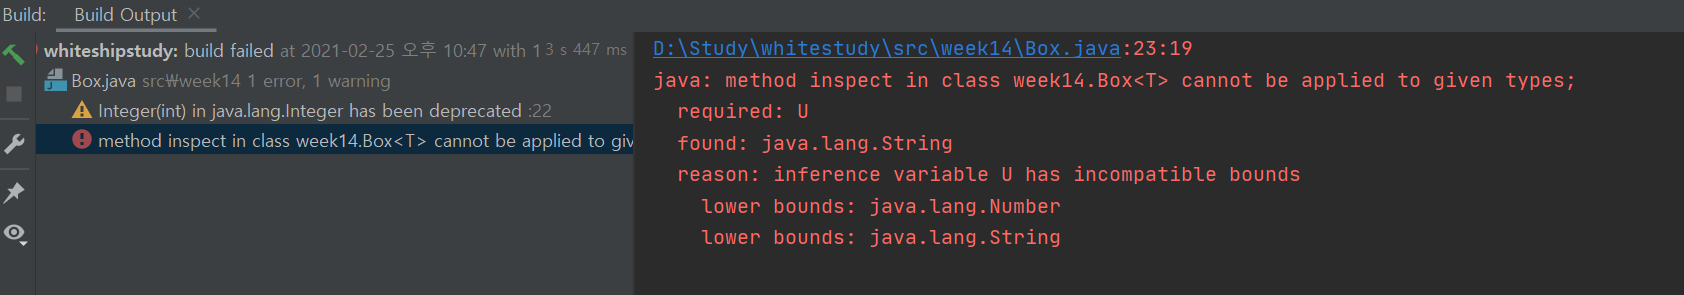 Build:
Build Output
whiteshipstudy: build failed at 2021-02-25 오후 10:47 with 1 3 s 447 ms
Box.java src\week14 1 error, 1 warning
Integer(int) in java.lang.Integer has been deprecated :22
method inspect in class week14.Box<T> cannot be applied to giv
D:\Study\whitestudy\src\week14\Box.java:23:19
java: method inspect in class week14.Box<T> cannot be applied to given types;
required: U
found: java.lang.String
reason: inference variable U has incompatible bounds
lower bounds: java.lang.Number
lower bounds: java.lang.String